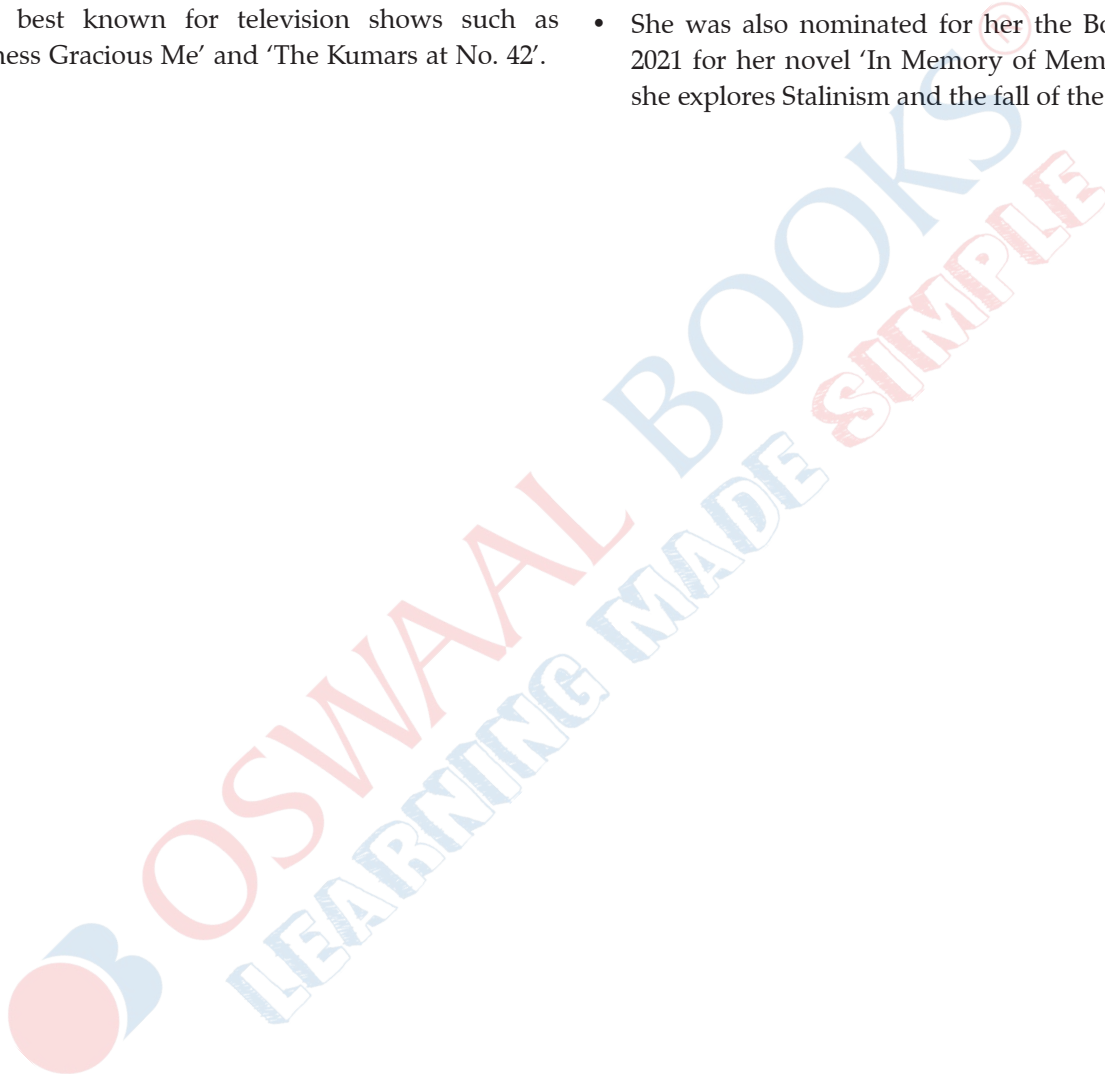 best known for television shows such as
ness Gracious Me’ and ‘The Kumars at No. 42’.
• She was also nominated for her the Bo
2021 for her novel ‘In Memory of Mem
she explores Stalinism and the fall of the
OSWAAL BOOKS ®
LEARNING MADE SIMPLE